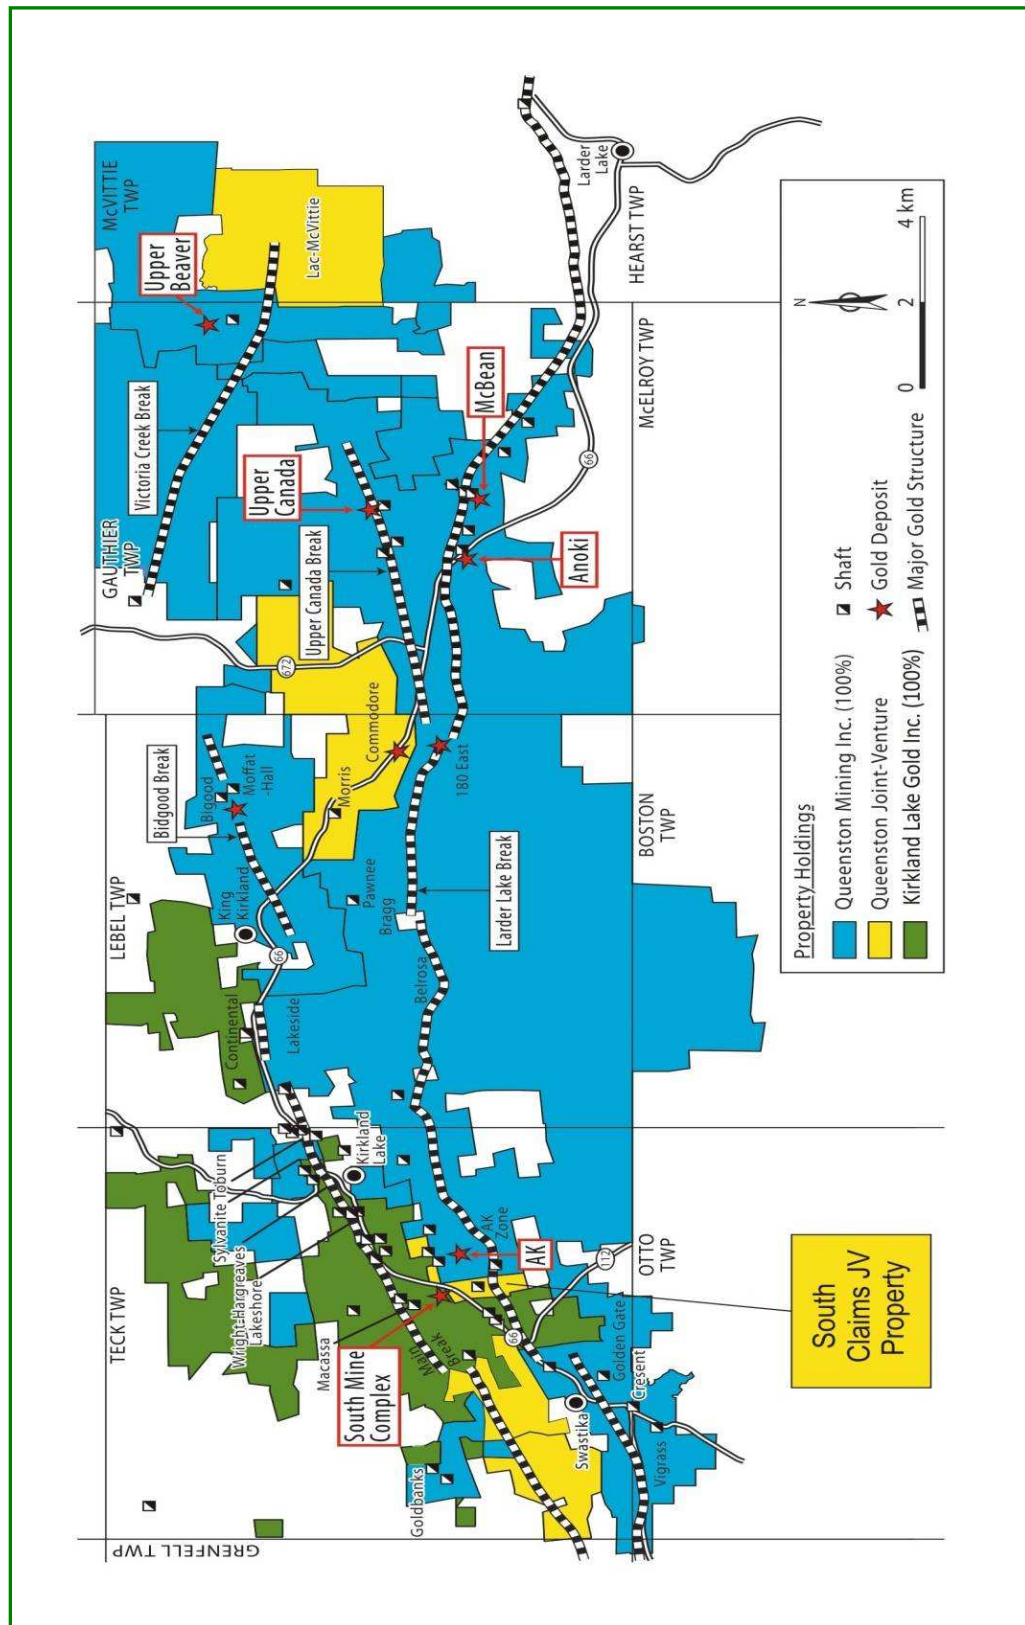 GRENFELL TWP
TECK TWP
LEBEL TWP
GAUTHIER
TWP
McVITTIE
TWP
Upper
Beaver
Lac-McVittie
Victoria Creek Break
Upper
Canada
Upper Canada Break
McBean
Anoki
672
Bidgood Break
Bigood
Moffat
-Hall
King
Kirkland
66
Continental
Lakeside
Commodore
Morris
180 East
Pawnee
Bragg
Larder Lake Break
Belrosa
Sylvanite Toburn
Wright-Hargreaves
Lakeshore
Kirkland
Lake
Macassa
South Mine
Complex
Main
Break
AK
Zone
AK
Goldbanks
66
112
Golden Gate
Swastika
Cresent
Vigrass
OTTO
TWP
BOSTON
TWP
McELROY TWP
66
HEARST TWP
Larder
Lake
South
Claims JV
Property
Property Holdings
Queenston Mining Inc. (100%)
Queenston Joint-Venture
Kirkland Lake Gold Inc. (100%)
Shaft
Gold Deposit
Major Gold Structure
N
0 2 4 km